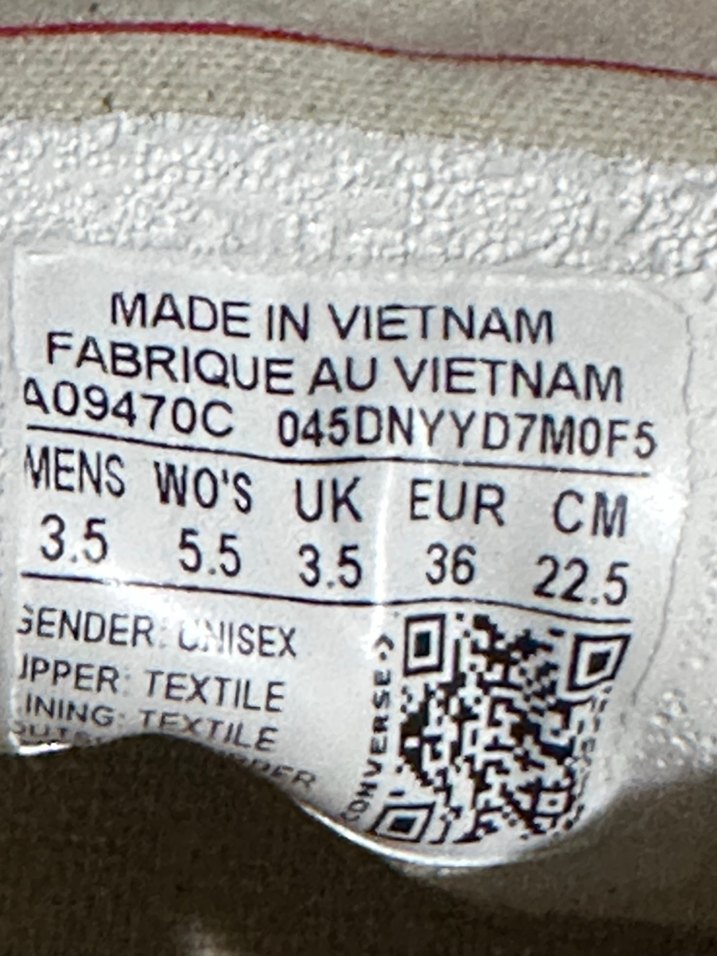 MADE IN VIETNAM
FABRIQUE AU VIETNAM
A09470C 045DNYYD7M0F5
MENS WO'S UK EUR CM
3.5 5.5 3.5 36 22.5
GENDER: UNISEX
UPPER: TEXTILE
LINING: TEXTILE
CONVERSE